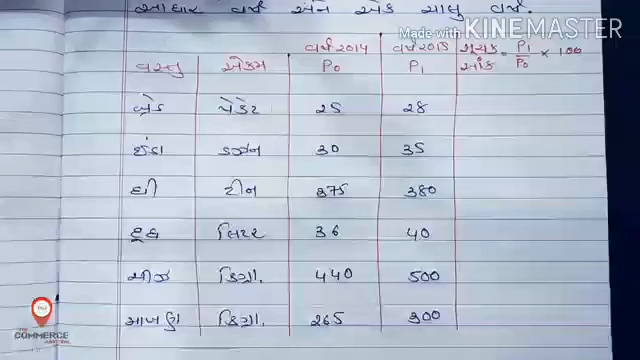 આધાર વર્ષ અને એક ચાલુ વર્ષ.
Made with KINEMASTER
વસ્તુ એકમ વર્ષ 2014 P₀ વર્ષ 2015 P₁ સૂચક આંક = P₁/P₀ × 100
બ્રેડ પેકેટ 25 28
ઈંડા ડઝન 30 35
ઘી ટીન 375 380
દૂધ લિટર 36 40
ચીઝ કિગ્રા. 440 500
માખણ કિગ્રા. 265 300
THE
COMMERCE